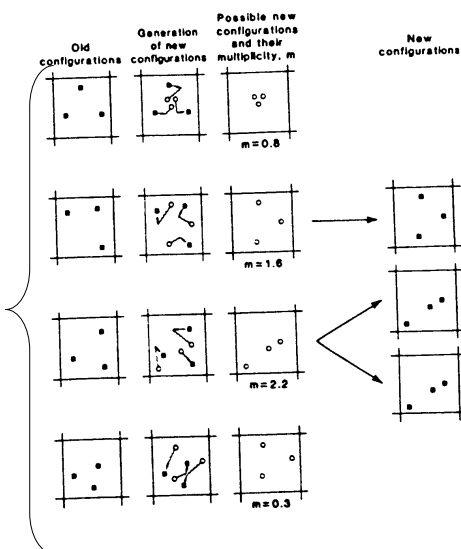 Old
configurations
Generation
of new
configurations
Possible new
configurations
and their
multiplicity, m
New
configurations
m=0.8
m=1.6
m=2.2
m=0.3